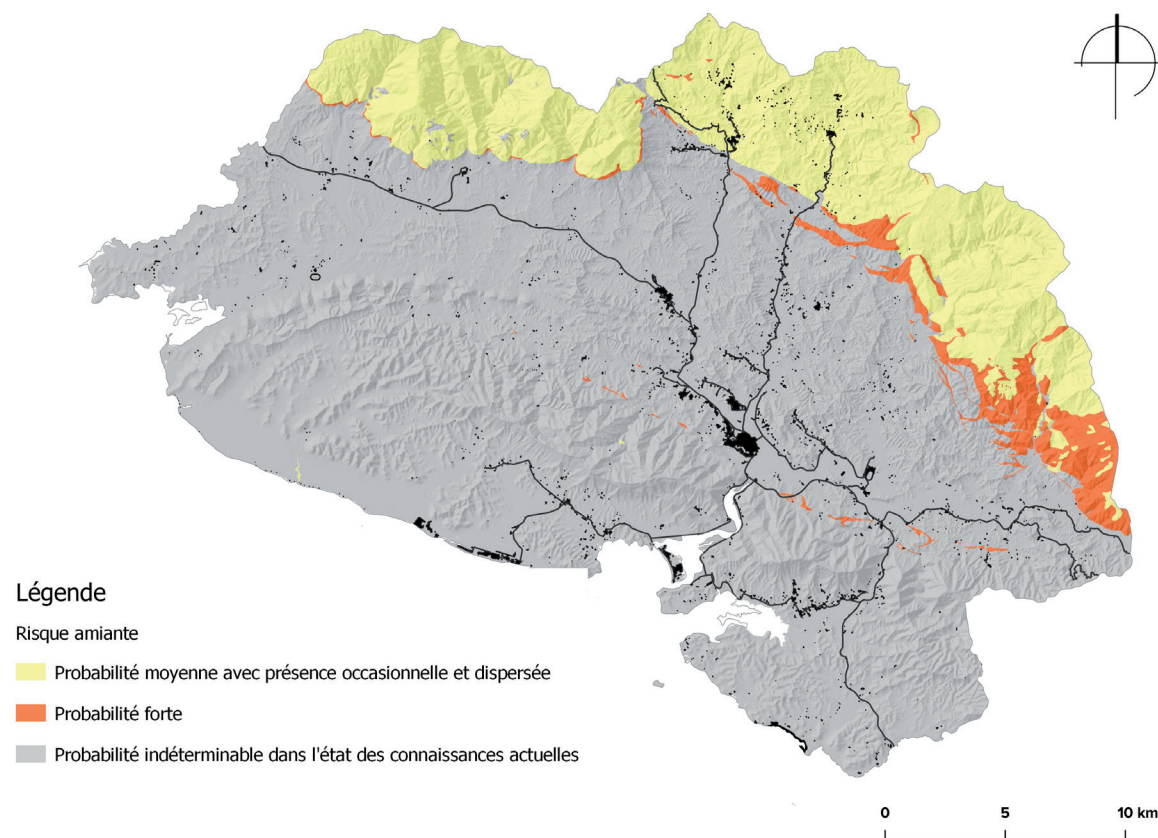 Légende
Risque amiante
Probabilité moyenne avec présence occasionnelle et dispersée
Probabilité forte
Probabilité indéterminable dans l'état des connaissances actuelles
0 5 10 km